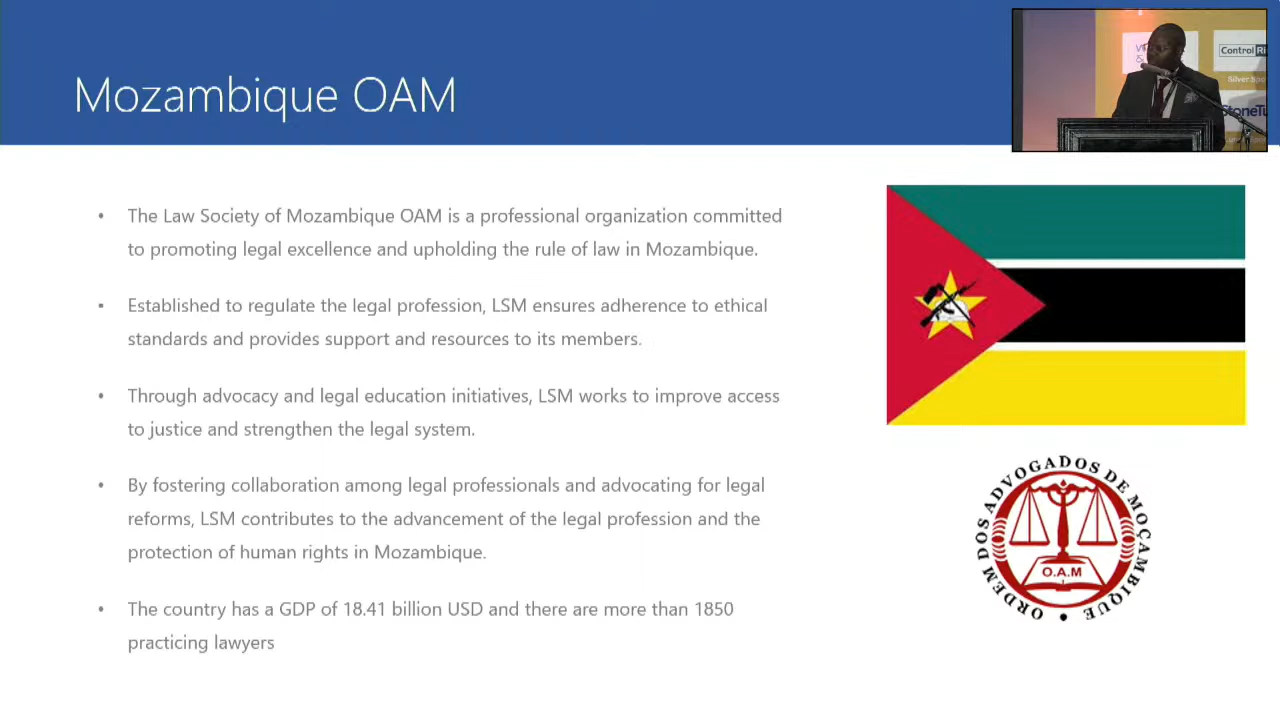 Mozambique OAM
• The Law Society of Mozambique OAM is a professional organization committed
to promoting legal excellence and upholding the rule of law in Mozambique.
• Established to regulate the legal profession, LSM ensures adherence to ethical
standards and provides support and resources to its members.
• Through advocacy and legal education initiatives, LSM works to improve access
to justice and strengthen the legal system.
• By fostering collaboration among legal professionals and advocating for legal
reforms, LSM contributes to the advancement of the legal profession and the
protection of human rights in Mozambique.
• The country has a GDP of 18.41 billion USD and there are more than 1850
practicing lawyers
Control
Silver
ORDEM DOS ADVOGADOS DE MOÇAMBIQUE •
O.A.M